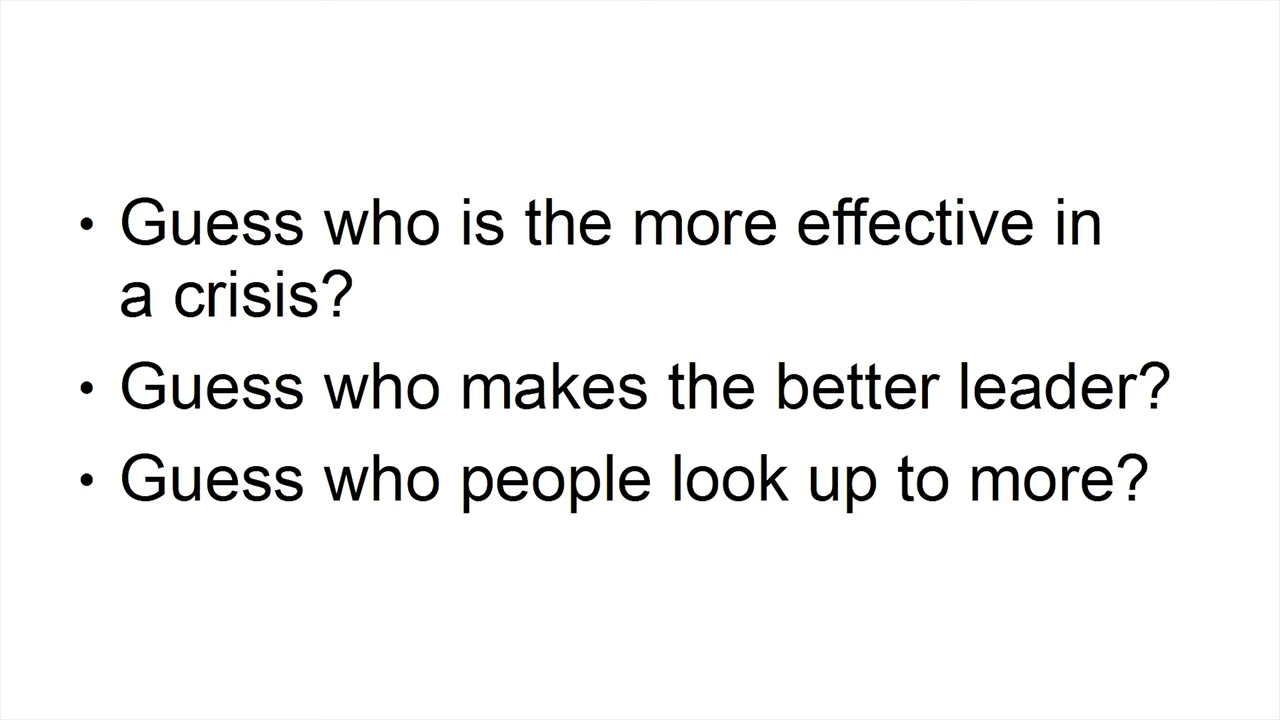 • Guess who is the more effective in
a crisis?
• Guess who makes the better leader?
• Guess who people look up to more?